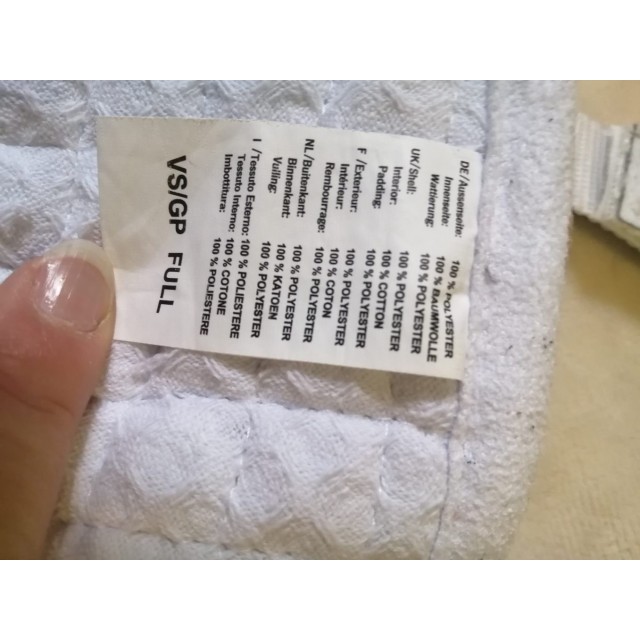 DE/Aussenseite: 100 % POLYESTER
Innenseite: 100 % BAUMWOLLE
Wattierung: 100 % POLYESTER
UK/Shell: 100 % POLYESTER
Interior: 100 % COTTON
Padding: 100 % POLYESTER
F /Exterieur: 100 % POLYESTER
Intérieur: 100 % COTTON
Rembourrage: 100 % POLYESTER
NL/Buitenkant: 100 % POLYESTER
Binnenkant: 100 % KATOEN
Vulling: 100 % POLYESTER
I /Tessuto Esterno: 100 % POLIESTERE
Tessuto Interno: 100 % COTONE
Imbottitura: 100 % POLIESTERE
VS/GP FULL